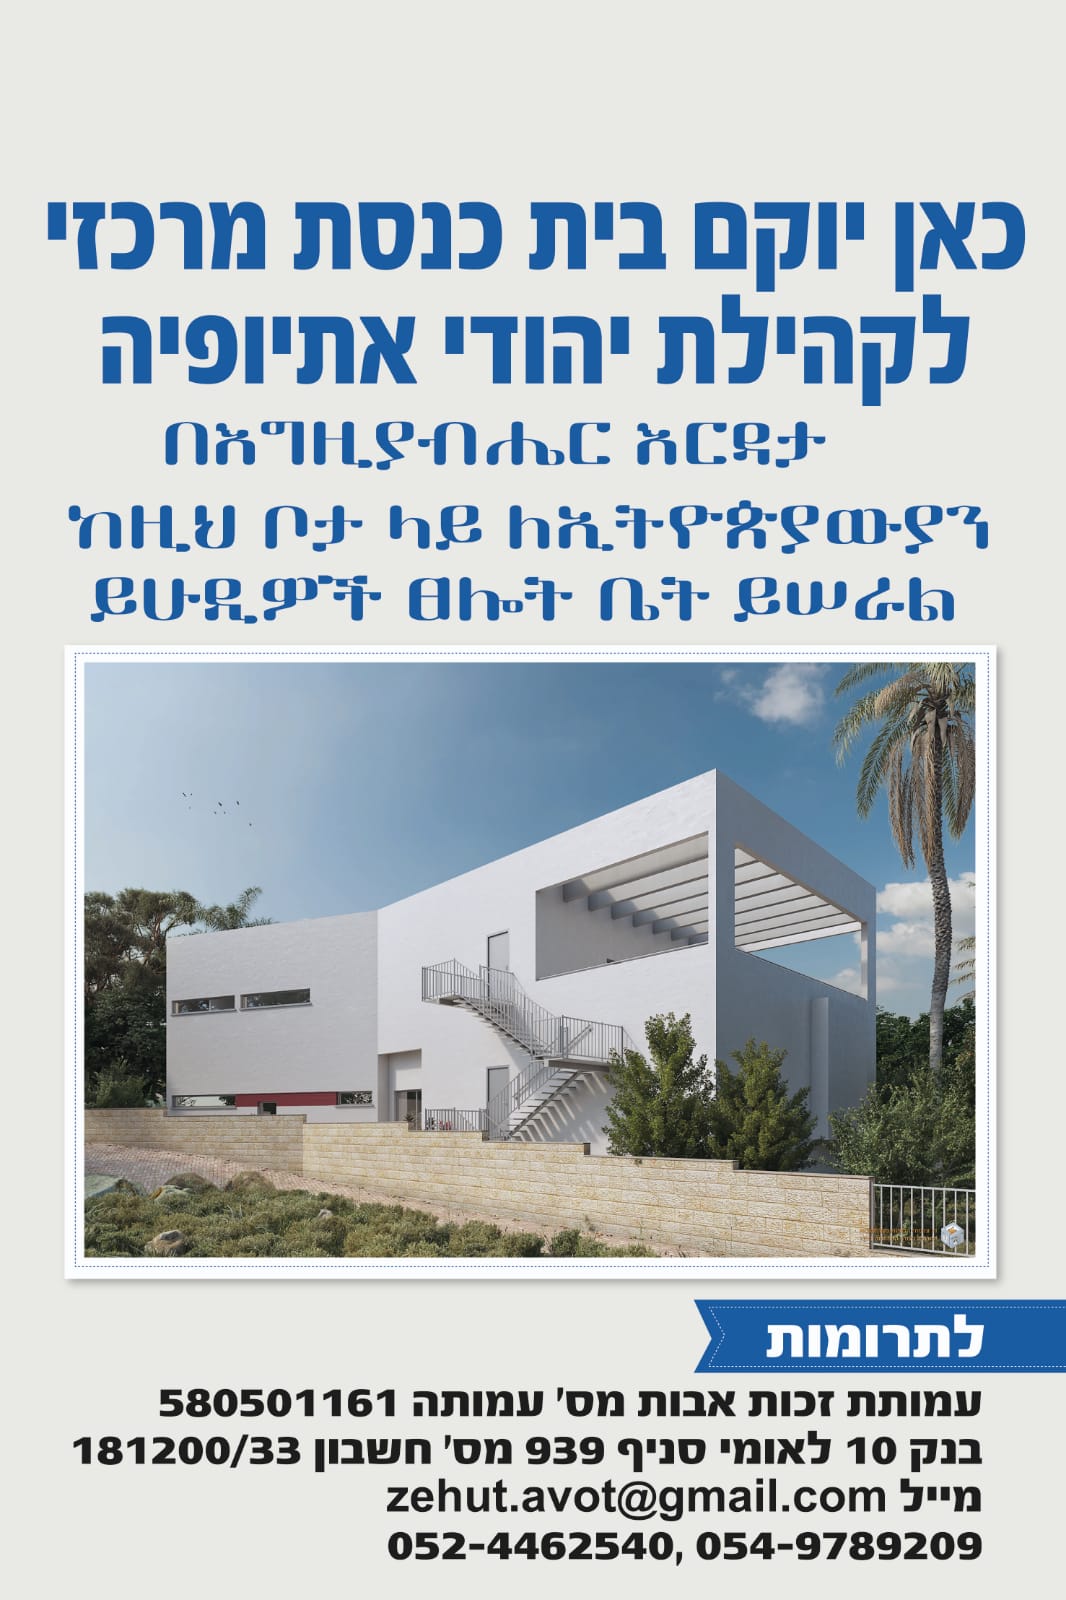 כאן יוקם בית כנסת מרכזי
לקהילת יהודי אתיופיה
በእግዚያብሔር እርዳታ
ከዚህ ቦታ ላይ ለኢትዮጵያውያን
ይሁዲዎች ፀሎት ቤት ይሠራል
לתרומות
עמותת זכות אבות מס' עמותה 580501161
בנק 10 לאומי סניף 939 מס' חשבון 181200/33
מייל zehut.avot@gmail.com
052-4462540, 054-9789209